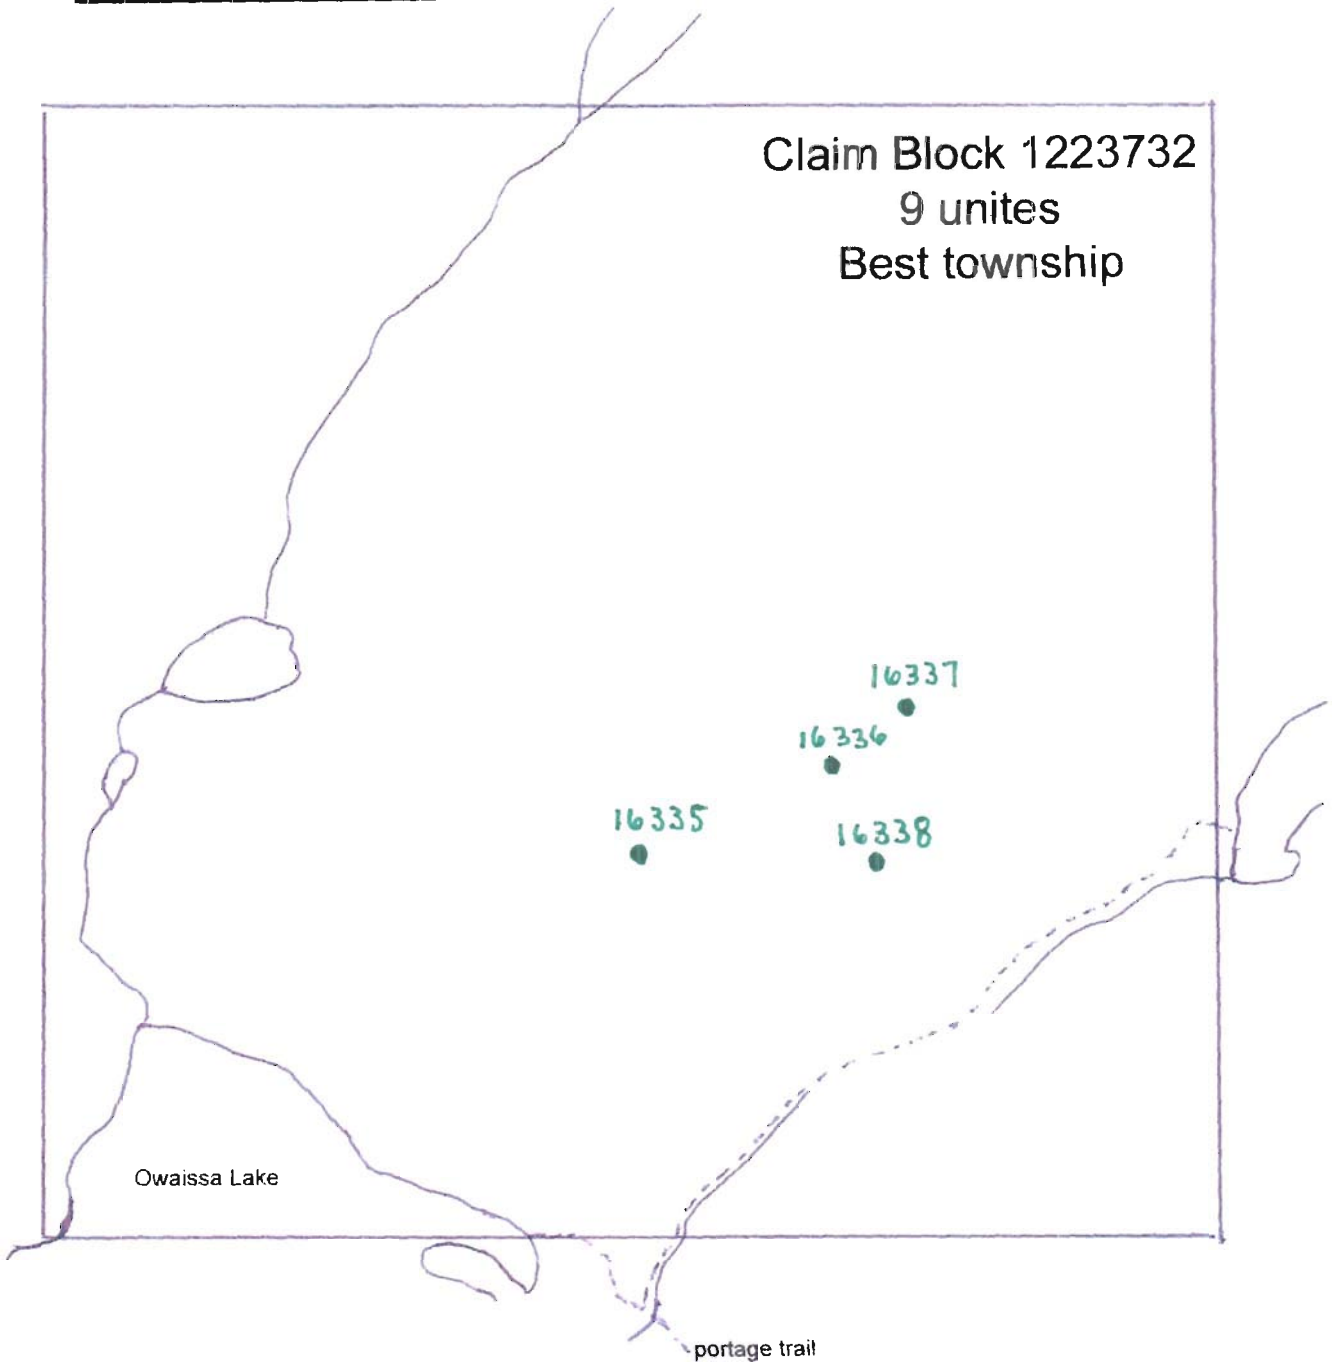 Claim Block 1223732
9 unites
Best township
16337
16336
16335
16338
Owaissa Lake
portage trail